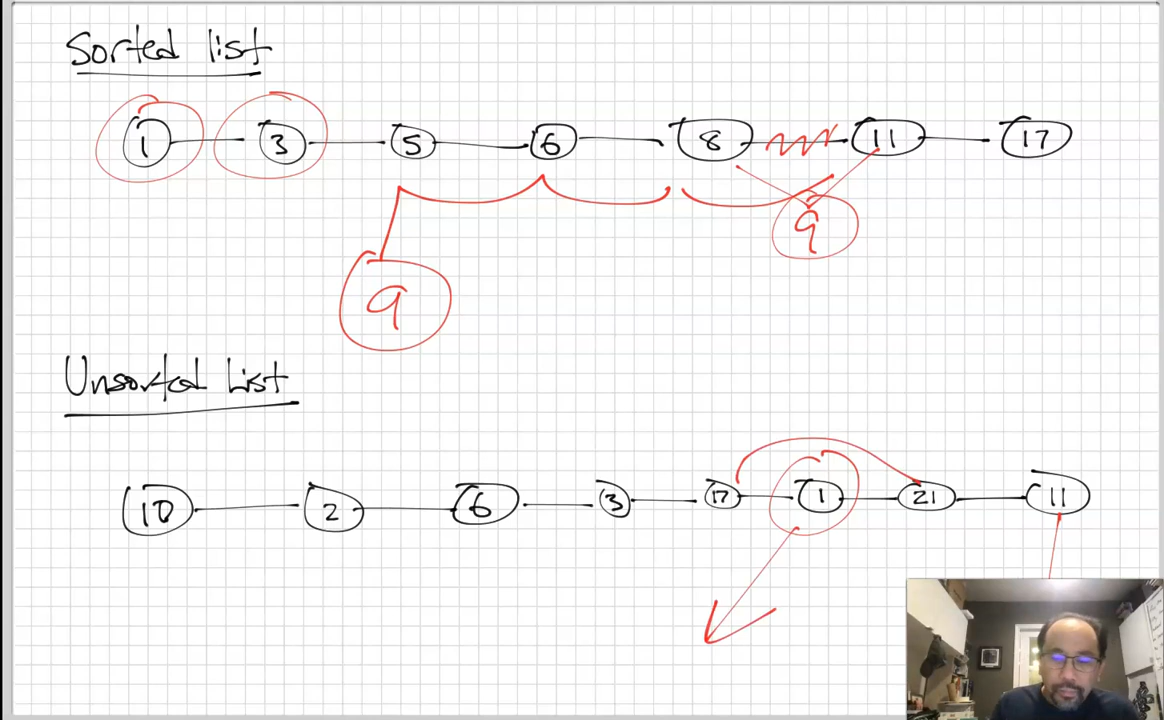 Sorted list
1 3 5 6 8 11 17
9
9
Unsorted List
10 2 6 3 17 1 21 11